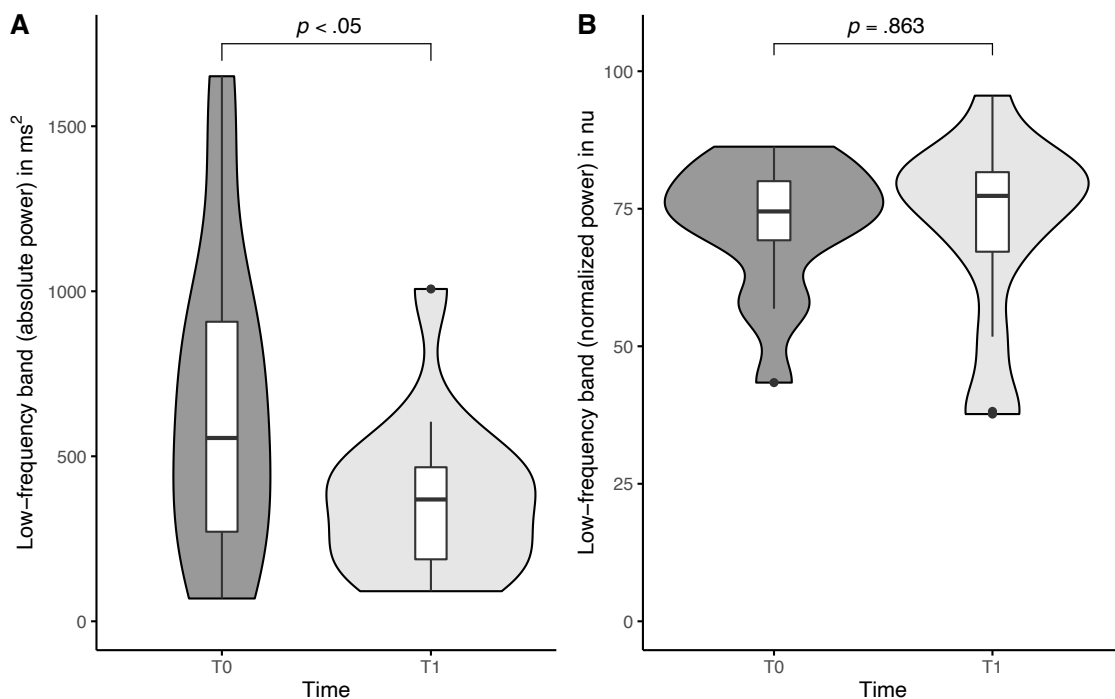 A
p < .05
Low−frequency band (absolute power) in ms²
1500
1000
500
0
T0
T1
Time
B
p = .863
Low−frequency band (normalized power) in nu
100
75
50
25
0
T0
T1
Time